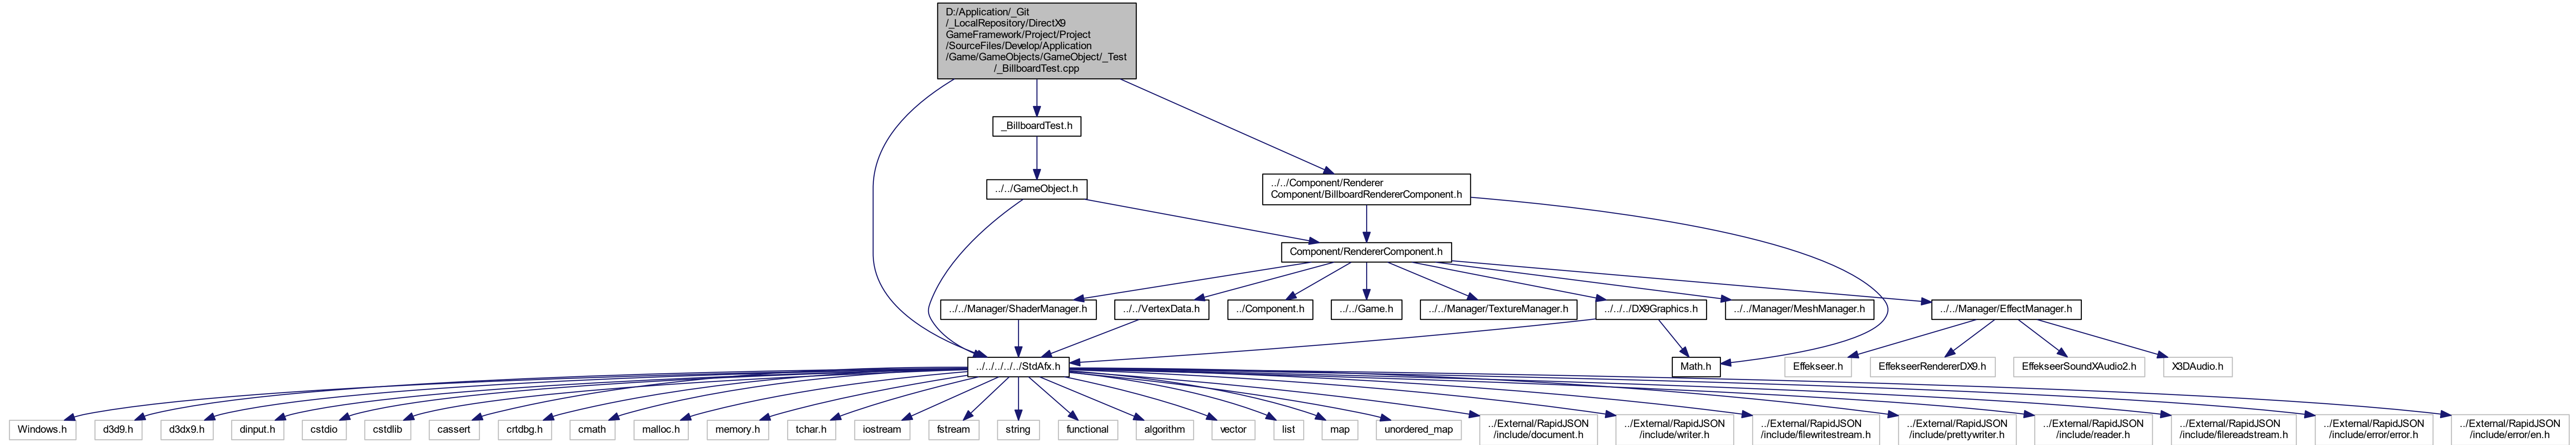 D:/Application/_Git
/_LocalRepository/DirectX9
GameFramework/Project/Project
/SourceFiles/Develop/Application
/Game/GameObjects/GameObject/_Test
/_BillboardTest.cpp
_BillboardTest.h
../../GameObject.h
../../Component/Renderer
Component/BillboardRendererComponent.h
Component/RendererComponent.h
../../Manager/ShaderManager.h
../../VertexData.h
../Component.h
../../Game.h
../../Manager/TextureManager.h
../../../DX9Graphics.h
../../Manager/MeshManager.h
../../Manager/EffectManager.h
../../../../../StdAfx.h
Math.h
Effekseer.h
EffekseerRendererDX9.h
EffekseerSoundXAudio2.h
X3DAudio.h
Windows.h
d3d9.h
d3dx9.h
dinput.h
cstdio
cstdlib
cassert
crtdbg.h
cmath
malloc.h
memory.h
tchar.h
iostream
fstream
string
functional
algorithm
vector
list
map
unordered_map
../External/RapidJSON
/include/document.h
../External/RapidJSON
/include/writer.h
../External/RapidJSON
/include/filewritestream.h
../External/RapidJSON
/include/prettywriter.h
../External/RapidJSON
/include/reader.h
../External/RapidJSON
/include/filereadstream.h
../External/RapidJSON
/include/error/error.h
../External/RapidJSON
/include/error/en.h